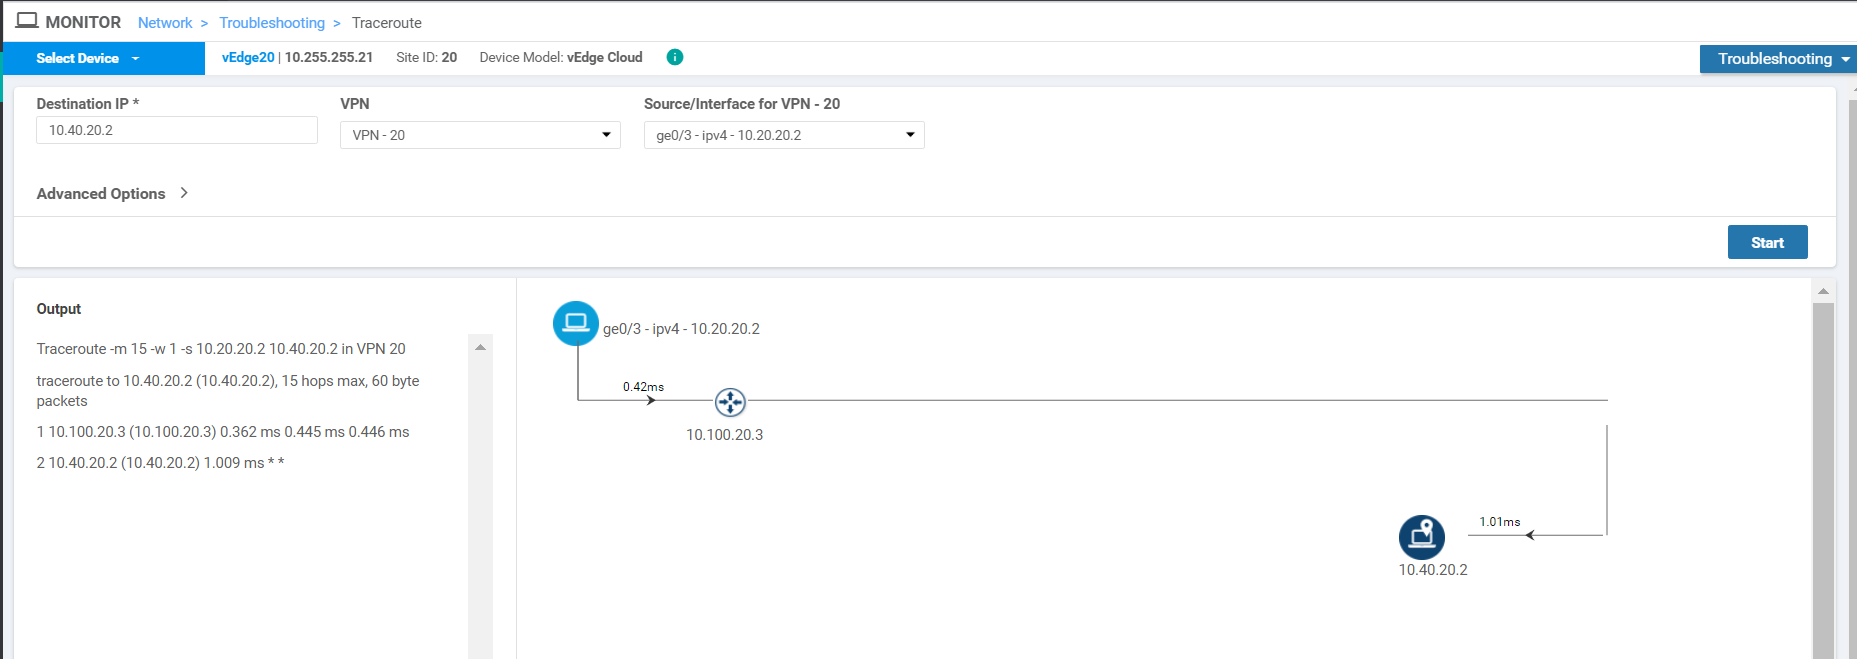 MONITOR Network > Troubleshooting > Traceroute
Select Device vEdge20 | 10.255.255.21 Site ID: 20 Device Model: vEdge Cloud i Troubleshooting
Destination IP * VPN Source/Interface for VPN - 20
10.40.20.2 VPN - 20 ge0/3 - ipv4 - 10.20.20.2
Advanced Options >
Start
Output
Traceroute -m 15 -w 1 -s 10.20.20.2 10.40.20.2 in VPN 20
traceroute to 10.40.20.2 (10.40.20.2), 15 hops max, 60 byte
packets
1 10.100.20.3 (10.100.20.3) 0.362 ms 0.445 ms 0.446 ms
2 10.40.20.2 (10.40.20.2) 1.009 ms * *
ge0/3 - ipv4 - 10.20.20.2
0.42ms
10.100.20.3
1.01ms
10.40.20.2